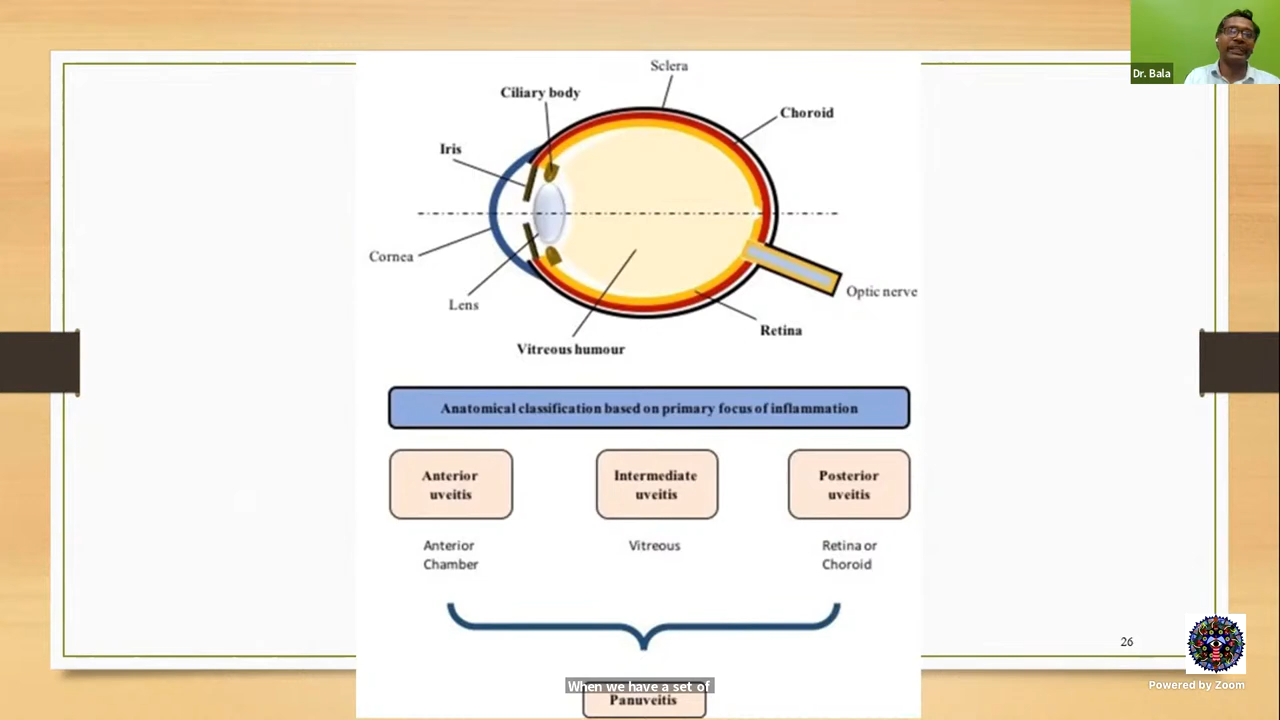 Dr. Bala
Sclera
Ciliary body
Choroid
Iris
Cornea
Lens
Optic nerve
Retina
Vitreous humour
Anatomical classification based on primary focus of inflammation
Anterior
uveitis
Intermediate
uveitis
Posterior
uveitis
Anterior
Chamber
Vitreous
Retina or
Choroid
26
When we have a set of
Powered by Zoom
Panuveitis